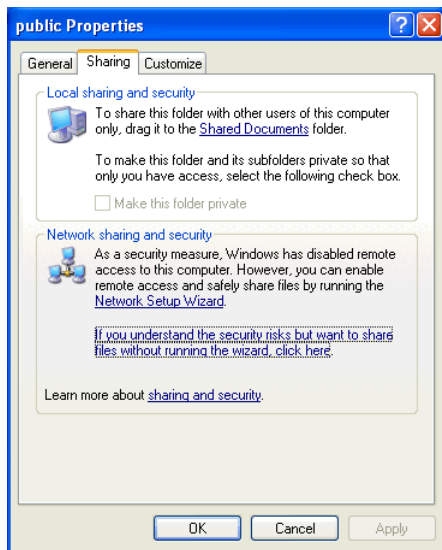 public Properties
General Sharing Customize
Local sharing and security
To share this folder with other users of this computer
only, drag it to the Shared Documents folder.
To make this folder and its subfolders private so that
only you have access, select the following check box.
Make this folder private
Network sharing and security
As a security measure, Windows has disabled remote
access to this computer. However, you can enable
remote access and safely share files by running the
Network Setup Wizard.
If you understand the security risks but want to share
files without running the wizard, click here.
Learn more about sharing and security.
OK Cancel Apply